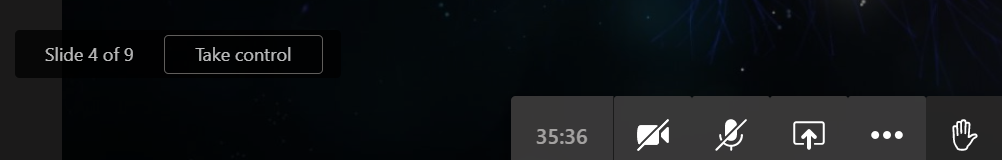 Slide 4 of 9
Take control
35:36